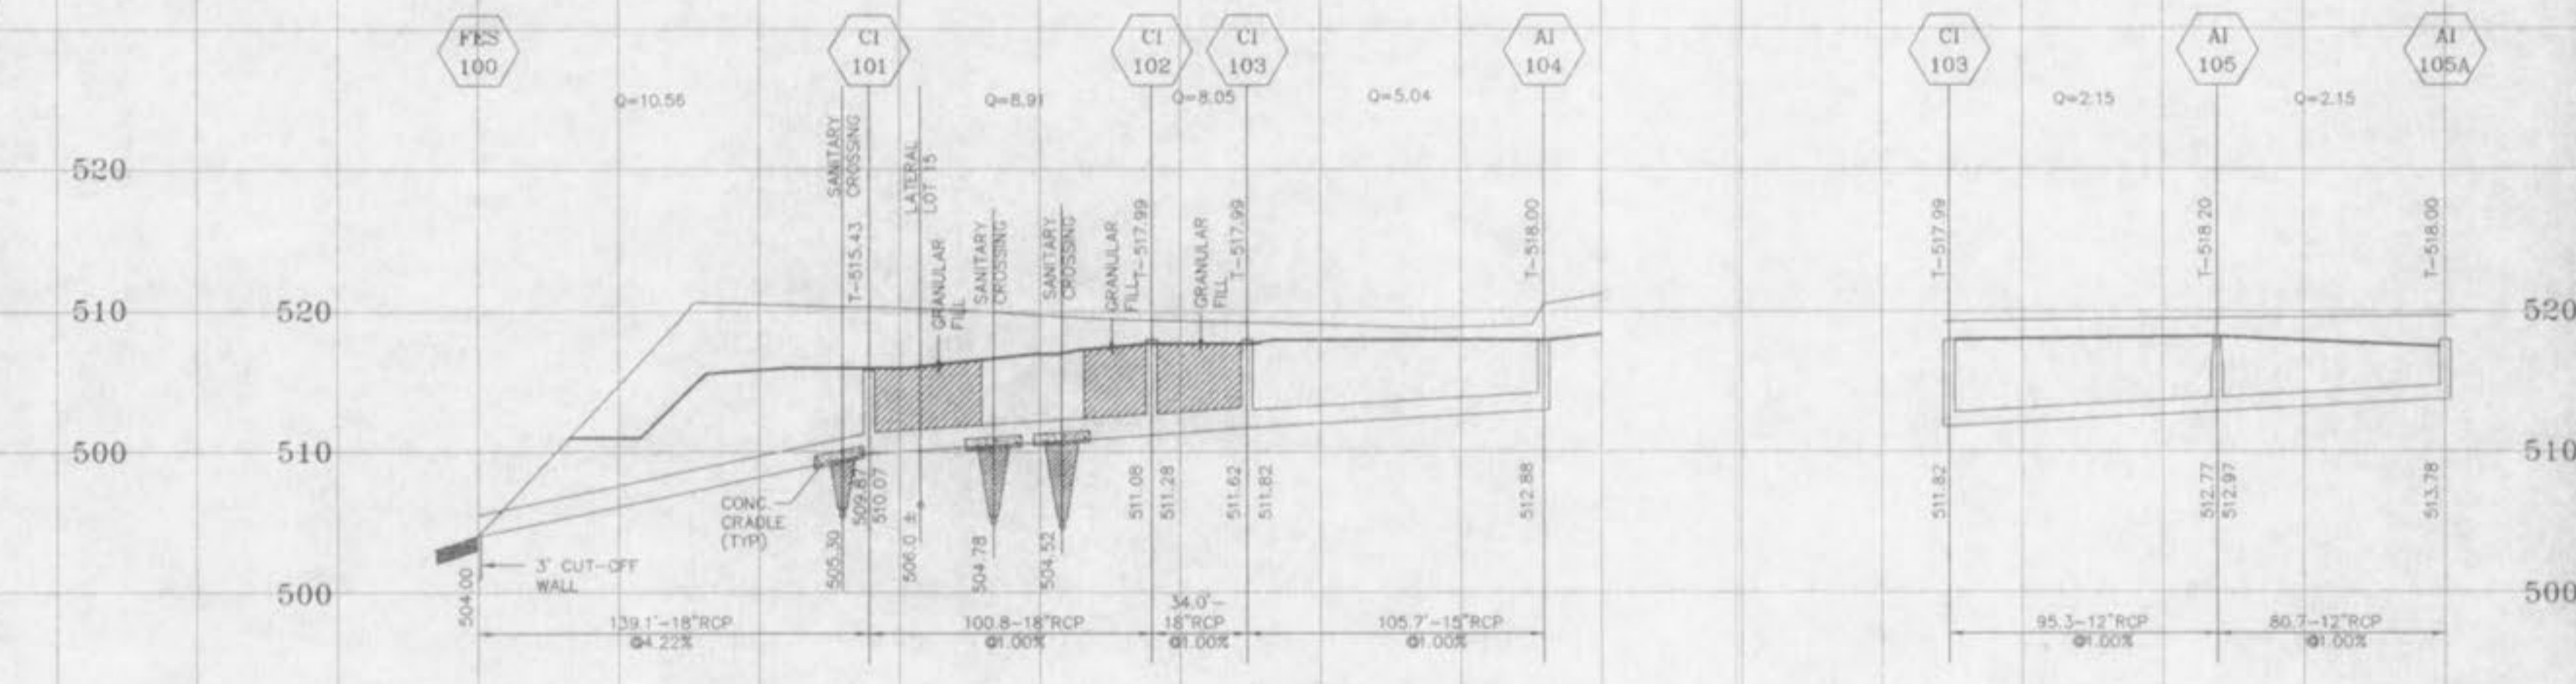 FES
100
CI
101
CI
102
CI
103
AI
104
CI
103
AI
105
AI
105A
Q=10.56
Q=8.91
Q=8.05
Q=5.04
Q=2.15
Q=2.15
520
510
500
520
510
500
520
510
500
SANITARY
CROSSING
T-515.43
LATERAL
LOT 15
GRANULAR
FILL
SANITARY
CROSSING
SANITARY
CROSSING
GRANULAR
FILL
T-517.99
GRANULAR
FILL
T-517.99
T-518.00
T-517.99
T-518.20
T-518.00
CONC.
CRADLE
(TYP)
3' CUT-OFF
WALL
504.00
505.30
509.87
510.07
506.0 ±
504.78
504.52
511.08
511.28
511.62
511.82
512.88
511.82
512.77
512.97
513.78
139.1'-18"RCP
@4.22%
100.8-18"RCP
@1.00%
34.0'-
18"RCP
@1.00%
105.7'-15"RCP
@1.00%
95.3-12"RCP
@1.00%
80.7-12"RCP
@1.00%